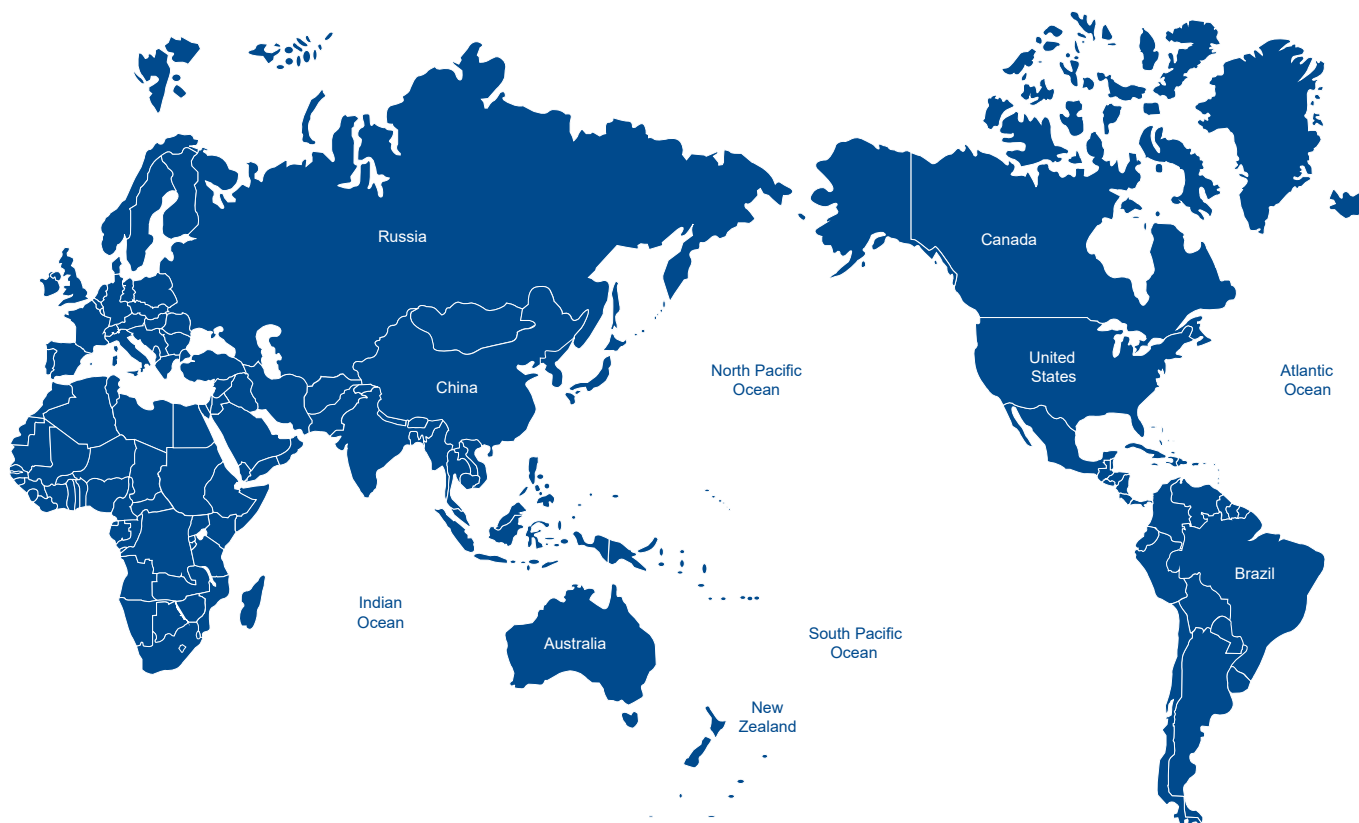 Russia
Canada
North Pacific
Ocean
United
States
Atlantic
Ocean
China
Brazil
Indian
Ocean
Australia
South Pacific
Ocean
New
Zealand